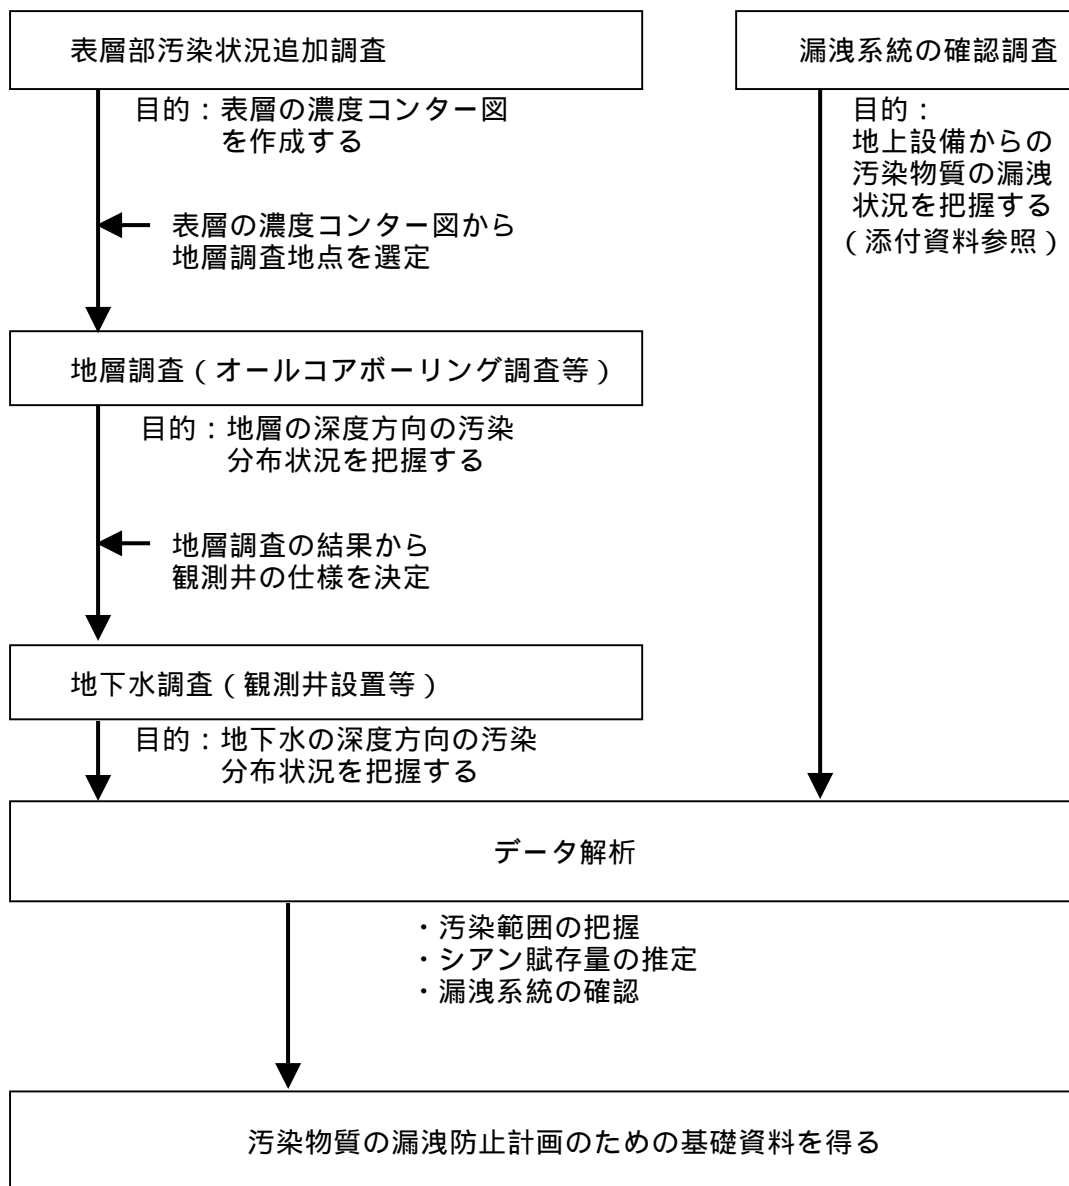 表層部汚染状況追加調査
目的：表層の濃度コンター図
を作成する
表層の濃度コンター図から
地層調査地点を選定
地層調査（オールコアボーリング調査等）
目的：地層の深度方向の汚染
分布状況を把握する
地層調査の結果から
観測井の仕様を決定
地下水調査（観測井設置等）
目的：地下水の深度方向の汚染
分布状況を把握する
漏洩系統の確認調査
目的：
地上設備からの
汚染物質の漏洩
状況を把握する
（添付資料参照）
データ解析
・汚染範囲の把握
・シアン賦存量の推定
・漏洩系統の確認
汚染物質の漏洩防止計画のための基礎資料を得る